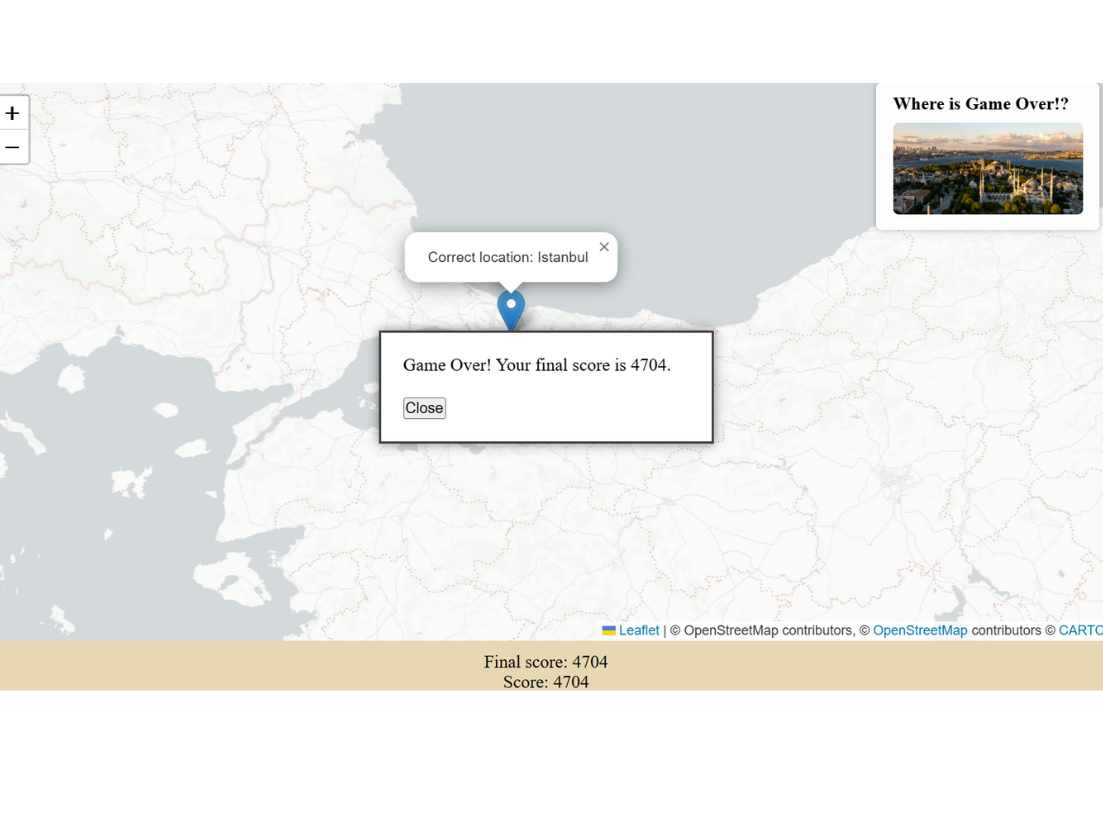 +
−
Where is Game Over!?
Correct location: Istanbul
×
Game Over! Your final score is 4704.
Close
Leaflet | © OpenStreetMap contributors, © OpenStreetMap contributors © CARTO
Final score: 4704
Score: 4704